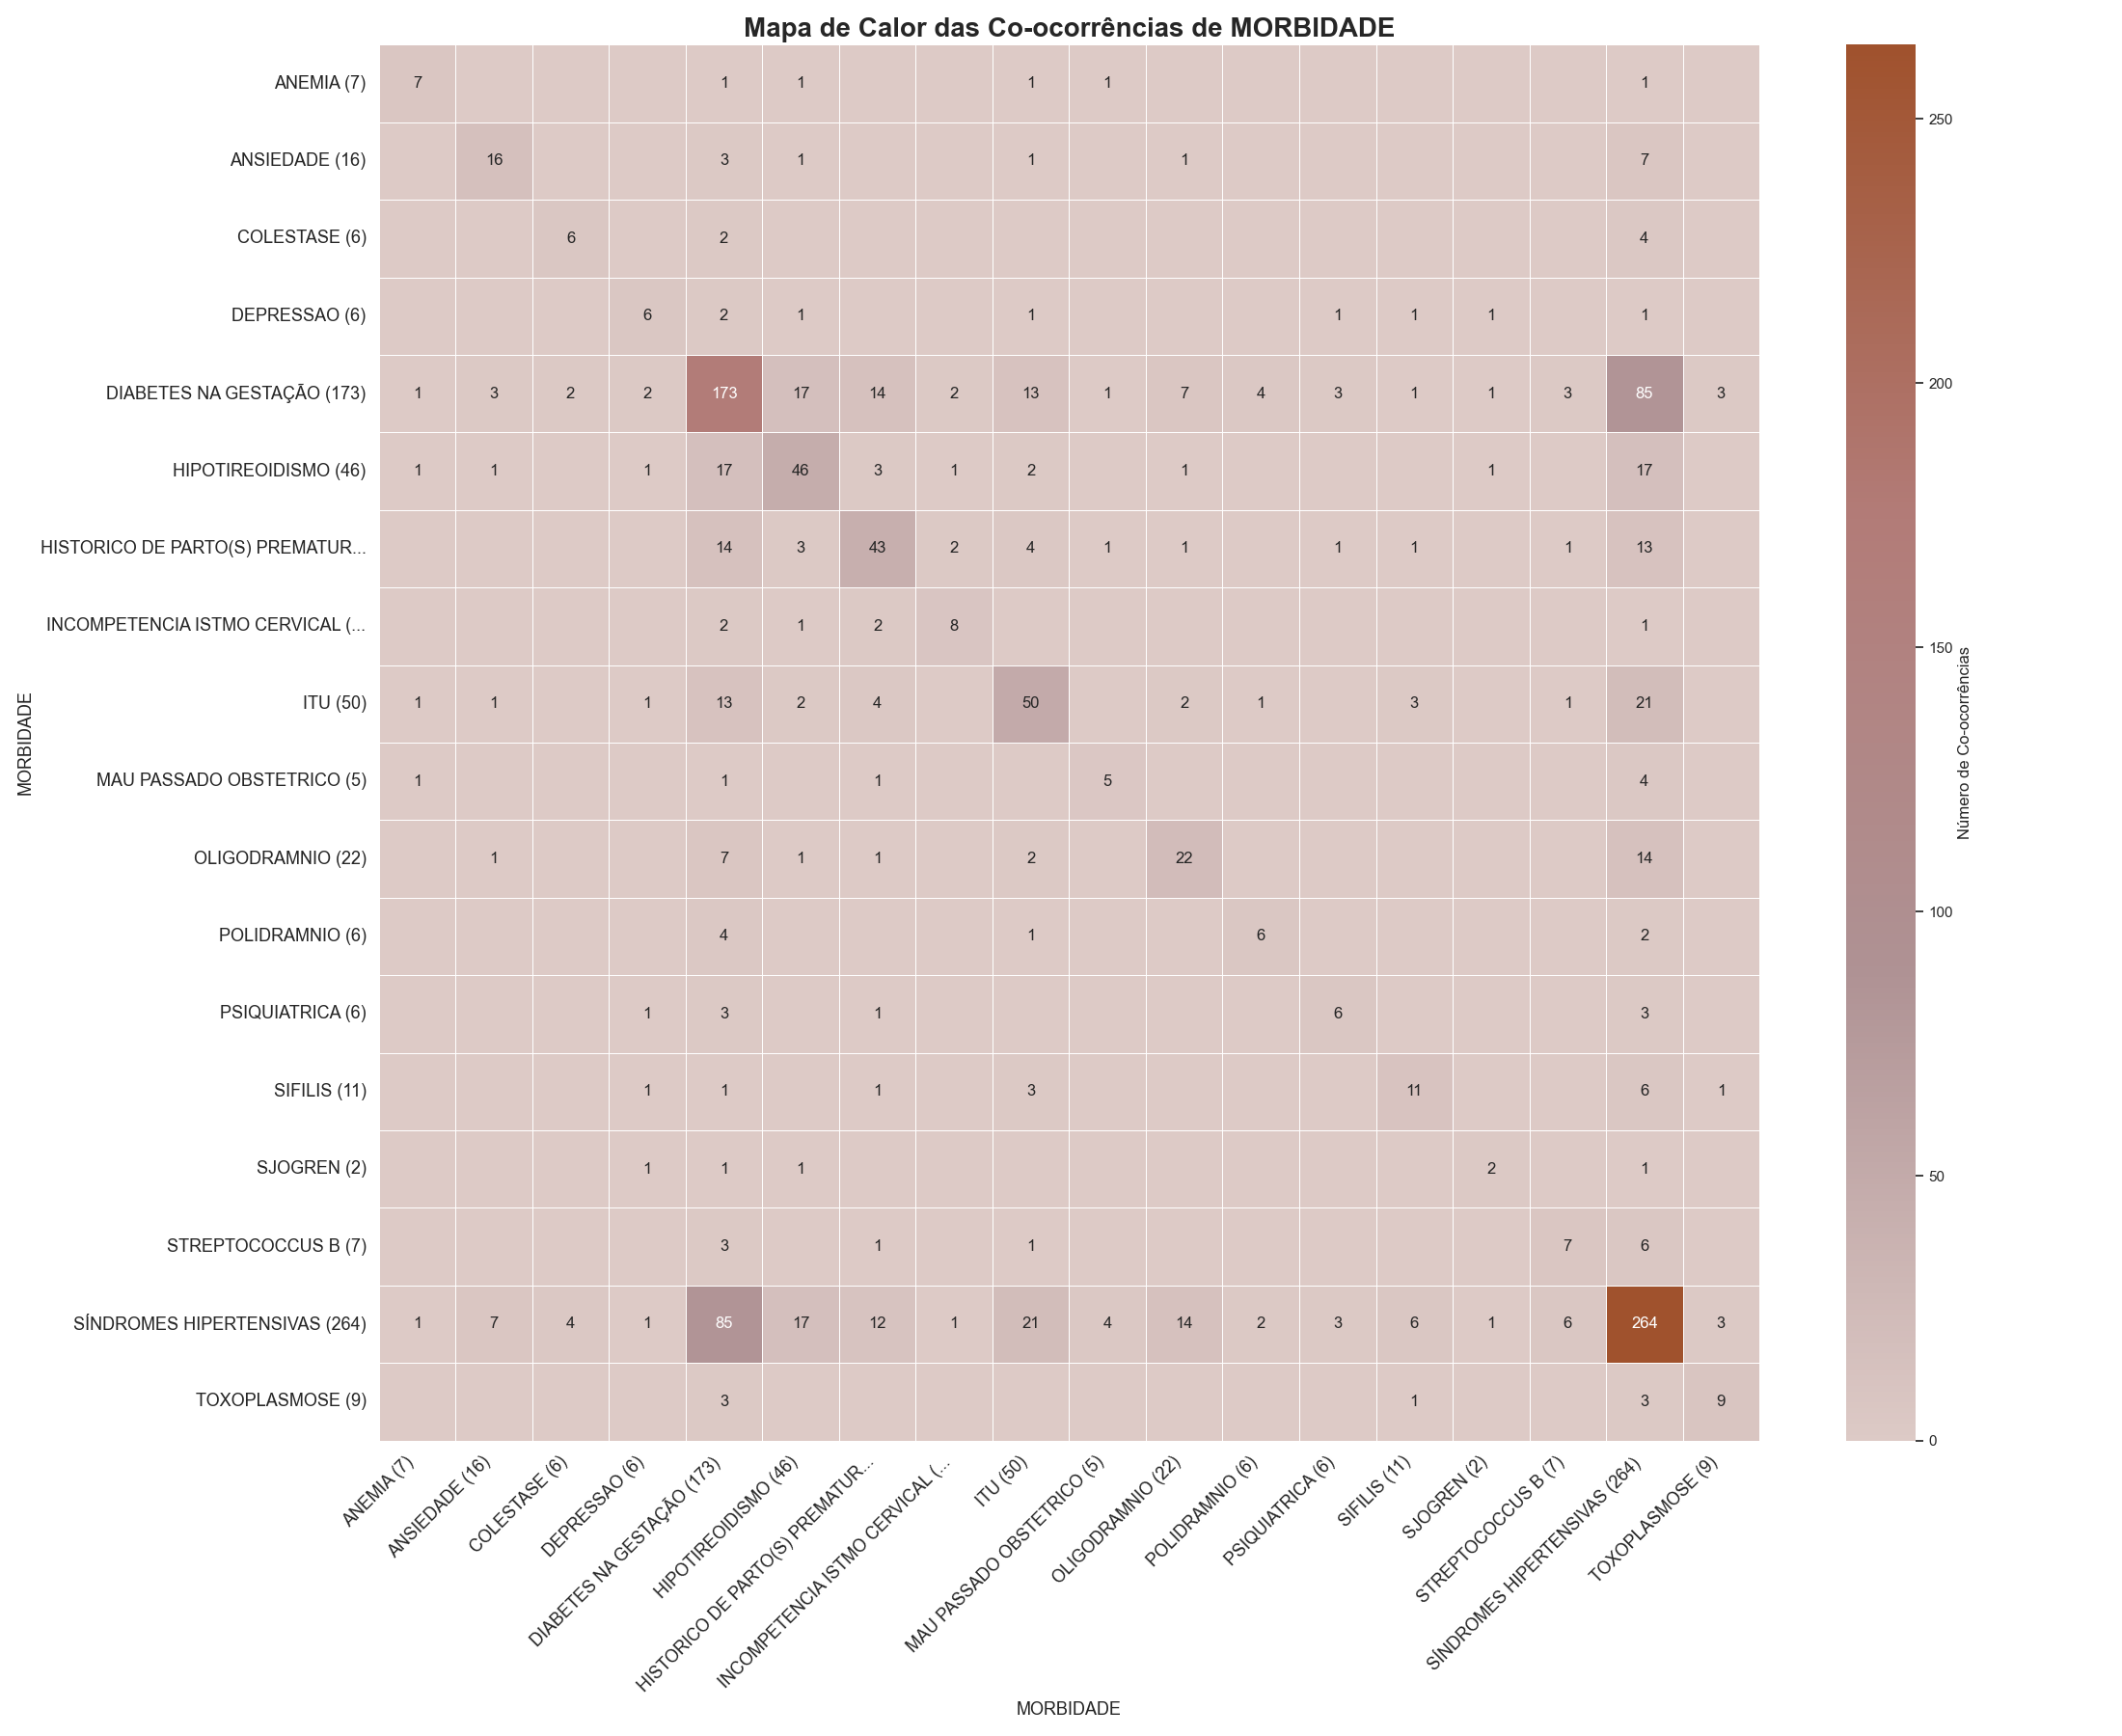 Mapa de Calor das Co-ocorrências de MORBIDADE
ANEMIA (7) 7 1 1 1 1 1
ANSIEDADE (16) 16 3 1 1 1 7
COLESTASE (6) 6 2 4
DEPRESSAO (6) 6 2 1 1 1 1 1 1
DIABETES NA GESTAÇÃO (173) 1 3 2 2 173 17 14 2 13 1 7 4 3 1 1 3 85 3
HIPOTIREOIDISMO (46) 1 1 1 17 46 3 1 2 1 1 17
HISTORICO DE PARTO(S) PREMATUR... 14 3 43 2 4 1 1 1 1 1 13
INCOMPETENCIA ISTMO CERVICAL (... 2 1 2 8 1
ITU (50) 1 1 1 13 2 4 50 2 1 3 1 21
MAU PASSADO OBSTETRICO (5) 1 1 1 5 4
OLIGODRAMNIO (22) 1 7 1 1 2 22 14
POLIDRAMNIO (6) 4 1 6 2
PSIQUIATRICA (6) 1 3 1 6 3
SIFILIS (11) 1 1 1 3 11 6 1
SJOGREN (2) 1 1 1 2 1
STREPTOCOCCUS B (7) 3 1 1 7 6
SÍNDROMES HIPERTENSIVAS (264) 1 7 4 1 85 17 12 1 21 4 14 2 3 6 1 6 264 3
TOXOPLASMOSE (9) 3 1 3 9
MORBIDADE
ANEMIA (7)
ANSIEDADE (16)
COLESTASE (6)
DEPRESSAO (6)
DIABETES NA GESTAÇÃO (173)
HIPOTIREOIDISMO (46)
HISTORICO DE PARTO(S) PREMATUR...
INCOMPETENCIA ISTMO CERVICAL (...
ITU (50)
MAU PASSADO OBSTETRICO (5)
OLIGODRAMNIO (22)
POLIDRAMNIO (6)
PSIQUIATRICA (6)
SIFILIS (11)
SJOGREN (2)
STREPTOCOCCUS B (7)
SÍNDROMES HIPERTENSIVAS (264)
TOXOPLASMOSE (9)
MORBIDADE
250
200
150
100
50
0
Número de Co-ocorrências